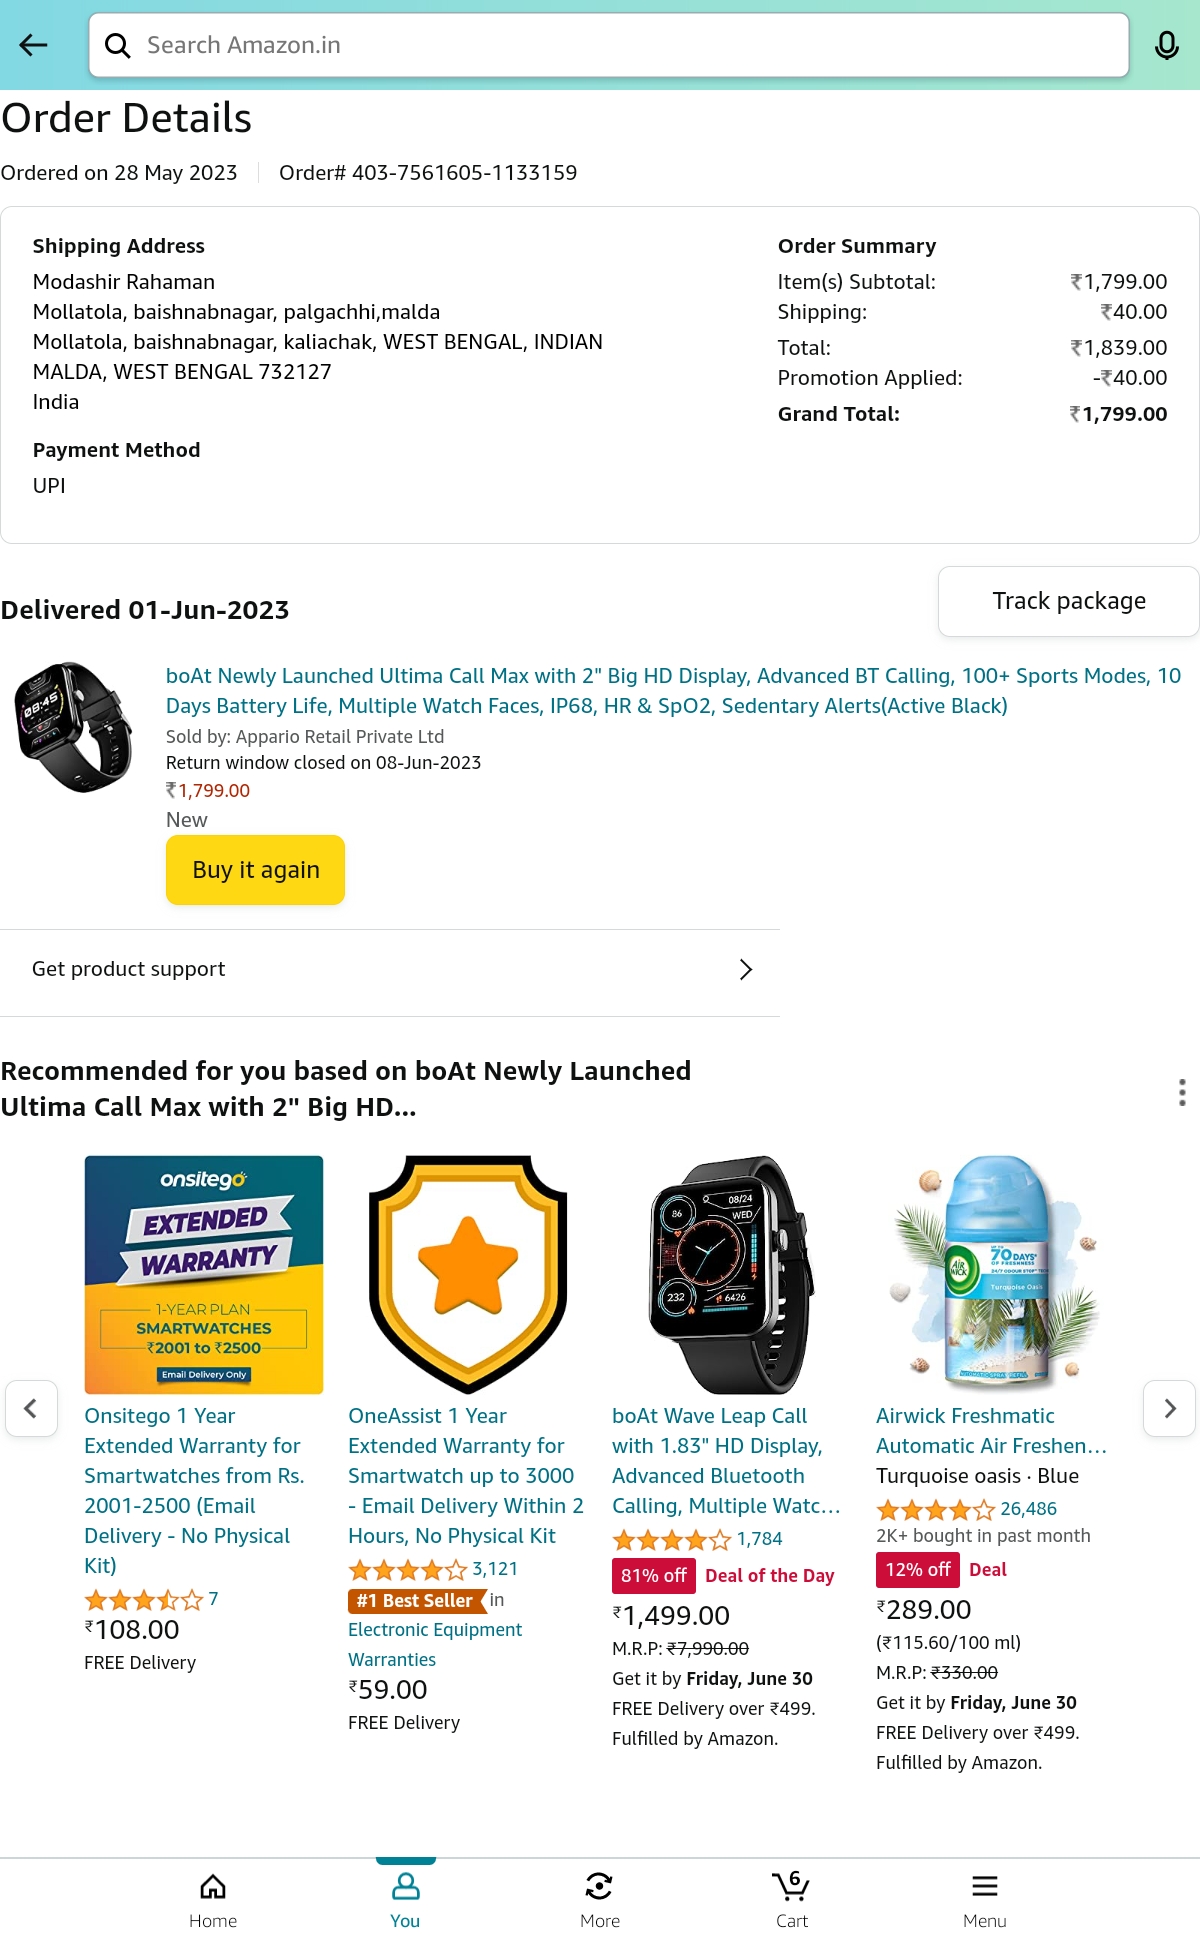 Search Amazon.in
Order Details
Ordered on 28 May 2023
Order# 403-7561605-1133159
Shipping Address
Modashir Rahaman
Mollatola, baishnabnagar, palgachhi,malda
Mollatola, baishnabnagar, kaliachak, WEST BENGAL, INDIAN
MALDA, WEST BENGAL 732127
India
Payment Method
UPI
Order Summary
Item(s) Subtotal: ₹1,799.00
Shipping: ₹40.00
Total: ₹1,839.00
Promotion Applied: -₹40.00
Grand Total: ₹1,799.00
Delivered 01-Jun-2023
Track package
08:45
boAt Newly Launched Ultima Call Max with 2" Big HD Display, Advanced BT Calling, 100+ Sports Modes, 10
Days Battery Life, Multiple Watch Faces, IP68, HR & SpO2, Sedentary Alerts(Active Black)
Sold by: Appario Retail Private Ltd
Return window closed on 08-Jun-2023
₹1,799.00
New
Buy it again
Get product support
Recommended for you based on boAt Newly Launched
Ultima Call Max with 2" Big HD...
onsitego
EXTENDED
WARRANTY
1-YEAR PLAN
SMARTWATCHES
₹2001 to ₹2500
Email Delivery Only
Onsitego 1 Year
Extended Warranty for
Smartwatches from Rs.
2001-2500 (Email
Delivery - No Physical
Kit)
7
₹108.00
FREE Delivery
OneAssist 1 Year
Extended Warranty for
Smartwatch up to 3000
- Email Delivery Within 2
Hours, No Physical Kit
3,121
#1 Best Seller in
Electronic Equipment
Warranties
₹59.00
FREE Delivery
08/24
86
WED
232
6426
boAt Wave Leap Call
with 1.83" HD Display,
Advanced Bluetooth
Calling, Multiple Watc...
1,784
81% off Deal of the Day
₹1,499.00
M.R.P: ₹7,990.00
Get it by Friday, June 30
FREE Delivery over ₹499.
Fulfilled by Amazon.
AIR WICK
70 DAYS*
OF FRESHNESS
Turquoise Oasis
Airwick Freshmatic
Automatic Air Freshen...
Turquoise oasis · Blue
26,486
2K+ bought in past month
12% off Deal
₹289.00
(₹115.60/100 ml)
M.R.P: ₹330.00
Get it by Friday, June 30
FREE Delivery over ₹499.
Fulfilled by Amazon.
6
Home
You
More
Cart
Menu